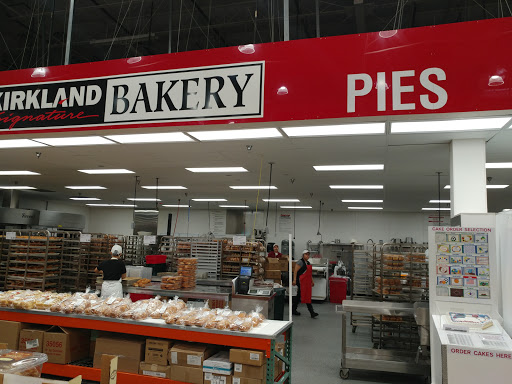 KIRKLAND
Signature
BAKERY
PIES
CAKE ORDER SELECTION
ORDER CAKES HERE